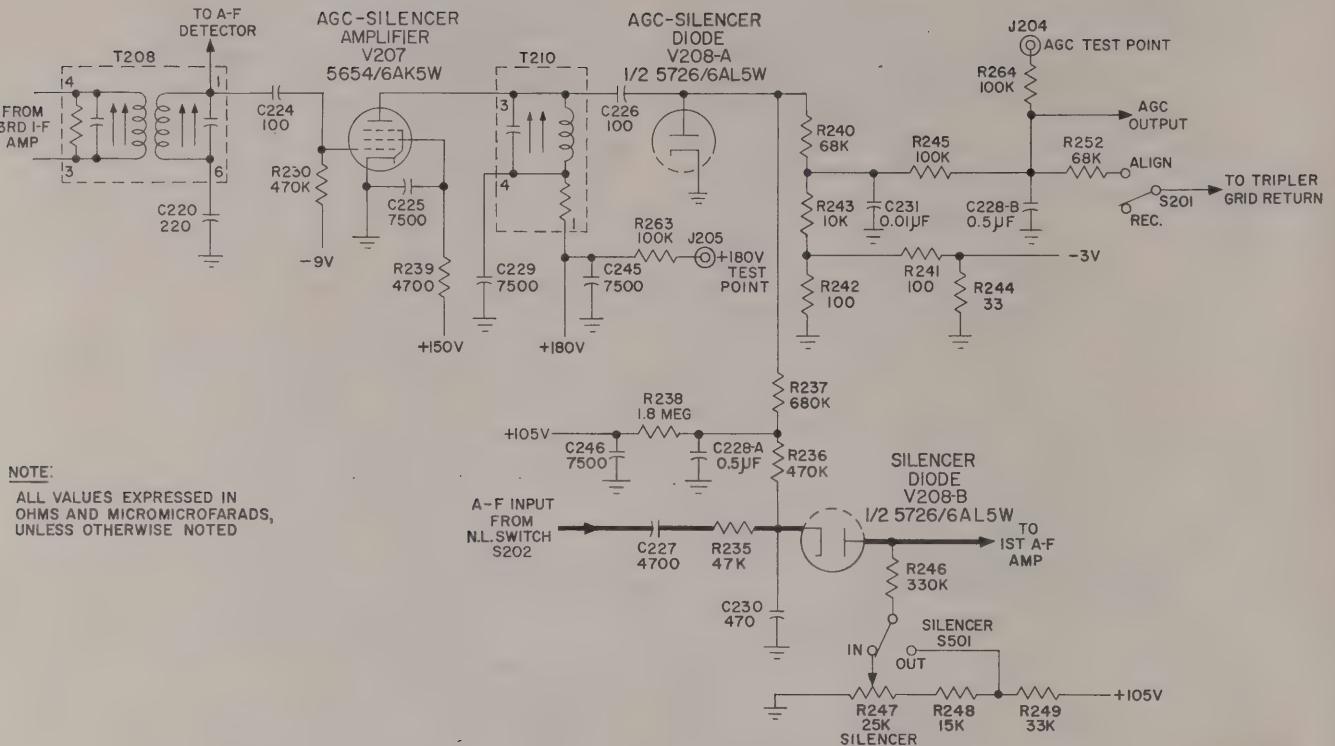 TO A-F
DETECTOR
T208
4
1
FROM
3RD I-F
AMP
3
6
C220
220
C224
100
AGC-SILENCER
AMPLIFIER
V207
5654/6AK5W
R230
470K
-9V
C225
7500
R239
4700
+150V
T210
3
4
1
C229
7500
+180V
C245
7500
R263
100K
J205
+180V
TEST
POINT
C226
100
AGC-SILENCER
DIODE
V208-A
1/2 5726/6AL5W
J204
AGC TEST POINT
R264
100K
AGC
OUTPUT
R240
68K
R245
100K
R252
68K
ALIGN
S201
REC.
TO TRIPLER
GRID RETURN
R243
10K
C231
0.01µF
C228-B
0.5µF
R242
100
R241
100
R244
33
-3V
R237
680K
R238
1.8 MEG
+105V
C246
7500
C228-A
0.5µF
R236
470K
NOTE:
ALL VALUES EXPRESSED IN
OHMS AND MICROMICROFARADS,
UNLESS OTHERWISE NOTED
A-F INPUT
FROM
N.L. SWITCH
S202
C227
4700
R235
47K
SILENCER
DIODE
V208-B
1/2 5726/6AL5W
TO
1ST A-F
AMP
R246
330K
C230
470
SILENCER
S501
IN
OUT
R247
25K
SILENCER
R248
15K
R249
33K
+105V